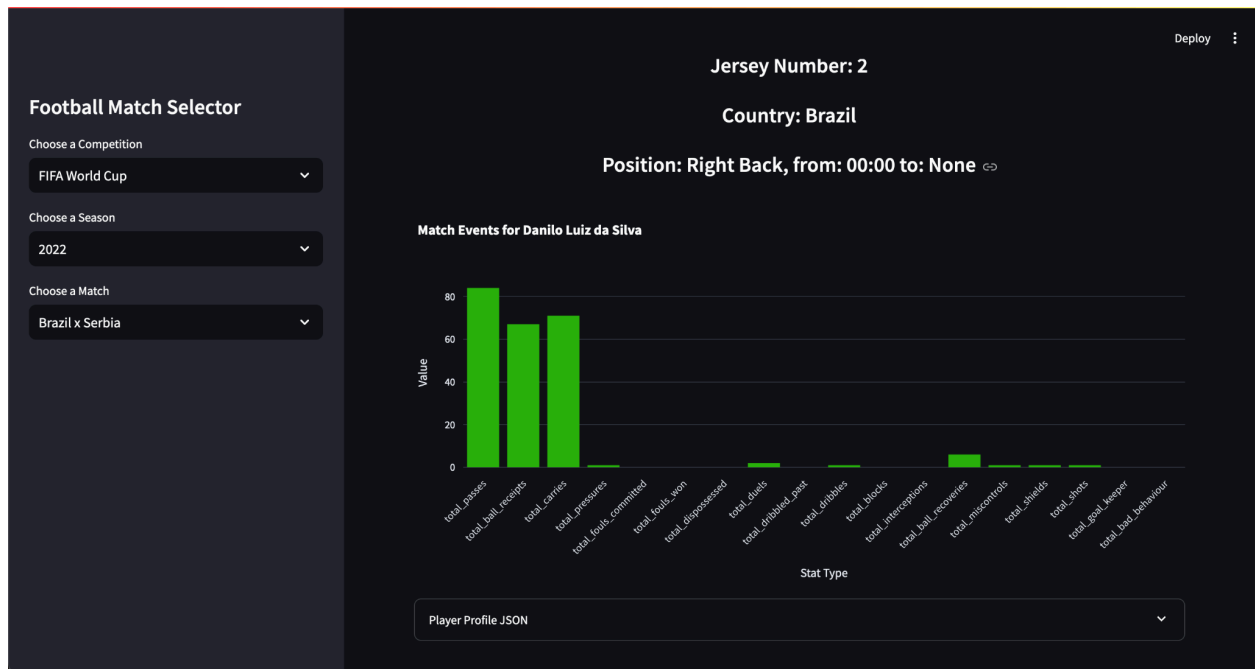 Deploy
Football Match Selector
Choose a Competition
FIFA World Cup
Choose a Season
2022
Choose a Match
Brazil x Serbia
Jersey Number: 2
Country: Brazil
Position: Right Back, from: 00:00 to: None
Match Events for Danilo Luiz da Silva
Value
80
60
40
20
0
total_passes
total_ball_receipts
total_carries
total_pressures
total_fouls_committed
total_fouls_won
total_dispossessed
total_duels
total_dribbled_past
total_dribbles
total_blocks
total_interceptions
total_ball_recoveries
total_miscontrols
total_shields
total_shots
total_goal_keeper
total_bad_behaviour
Stat Type
Player Profile JSON